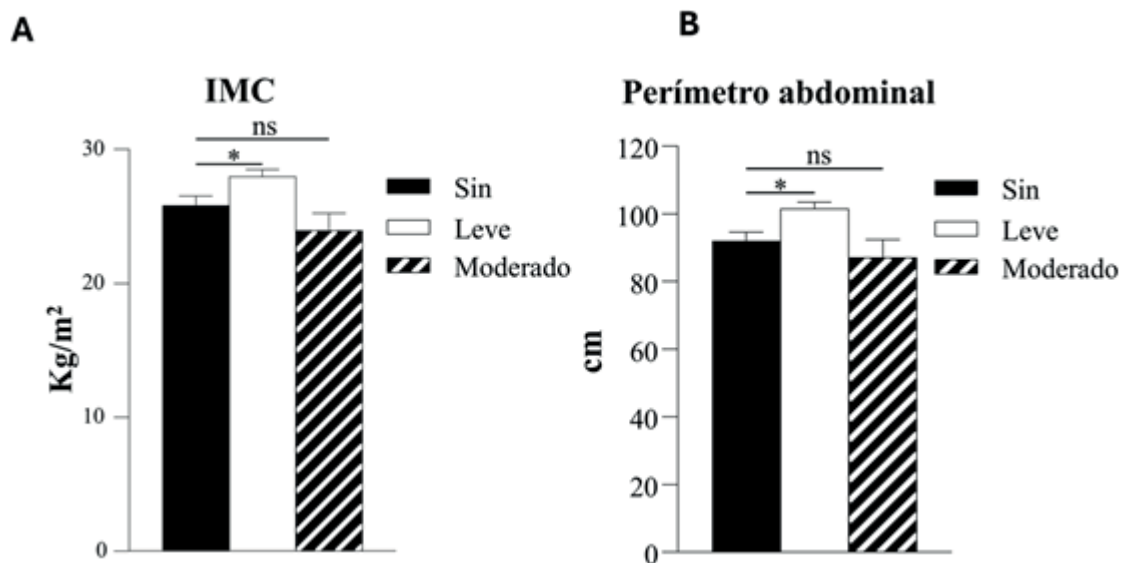 A
IMC
ns
*
30
20
10
0
Kg/m²
Sin
Leve
Moderado
B
Perímetro abdominal
ns
*
120
100
80
60
40
20
0
cm
Sin
Leve
Moderado